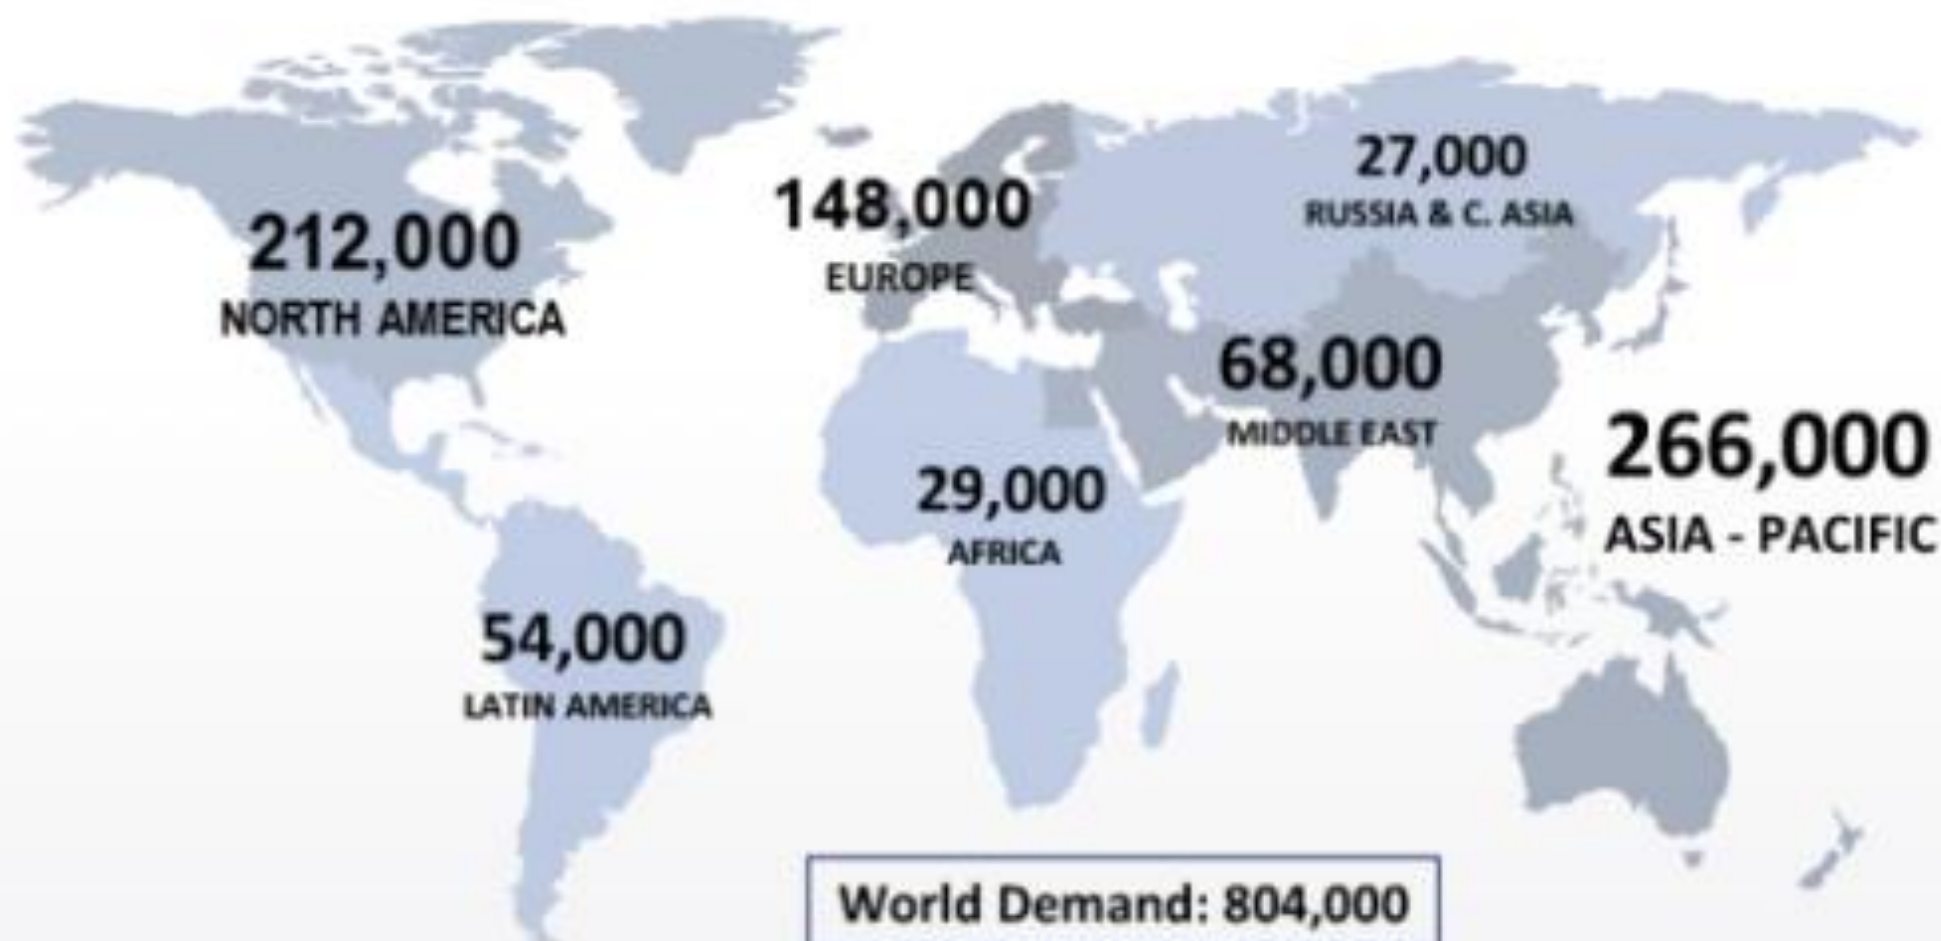 212,000
NORTH AMERICA
148,000
EUROPE
27,000
RUSSIA & C. ASIA
68,000
MIDDLE EAST
266,000
ASIA - PACIFIC
29,000
AFRICA
54,000
LATIN AMERICA
World Demand: 804,000